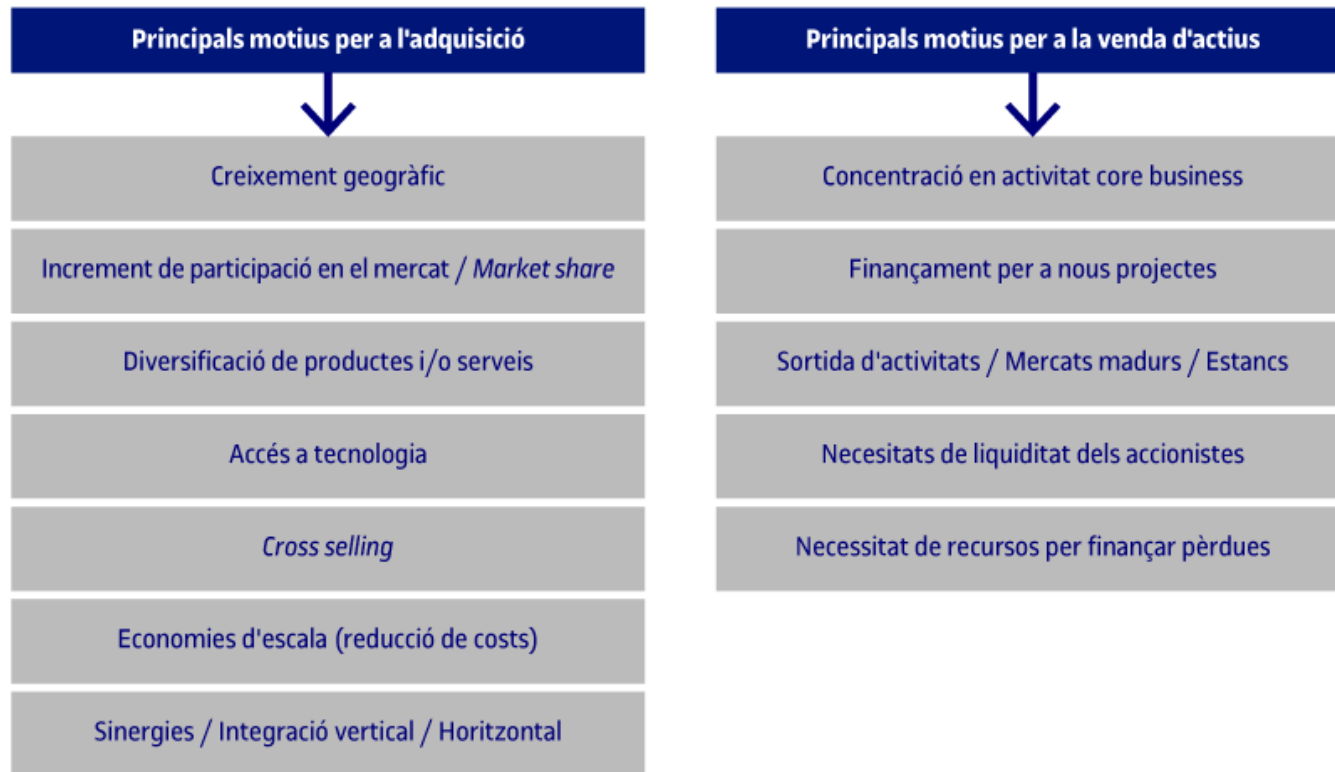 Principals motius per a l'adquisició
Creixement geogràfic
Increment de participació en el mercat / Market share
Diversificació de productes i/o serveis
Accés a tecnologia
Cross selling
Economies d'escala (reducció de costs)
Sinergies / Integració vertical / Horitzontal
Principals motius per a la venda d'actius
Concentració en activitat core business
Finançament per a nous projectes
Sortida d'activitats / Mercats madurs / Estancs
Necesitats de liquiditat dels accionistes
Necessitat de recursos per finançar pèrdues